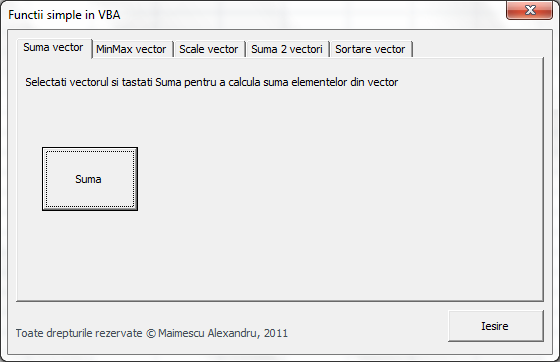 Functii simple in VBA
Suma vector MinMax vector Scale vector Suma 2 vectori Sortare vector
Selectati vectorul si tastati Suma pentru a calcula suma elementelor din vector
Suma
Iesire
Toate drepturile rezervate © Maimescu Alexandru, 2011